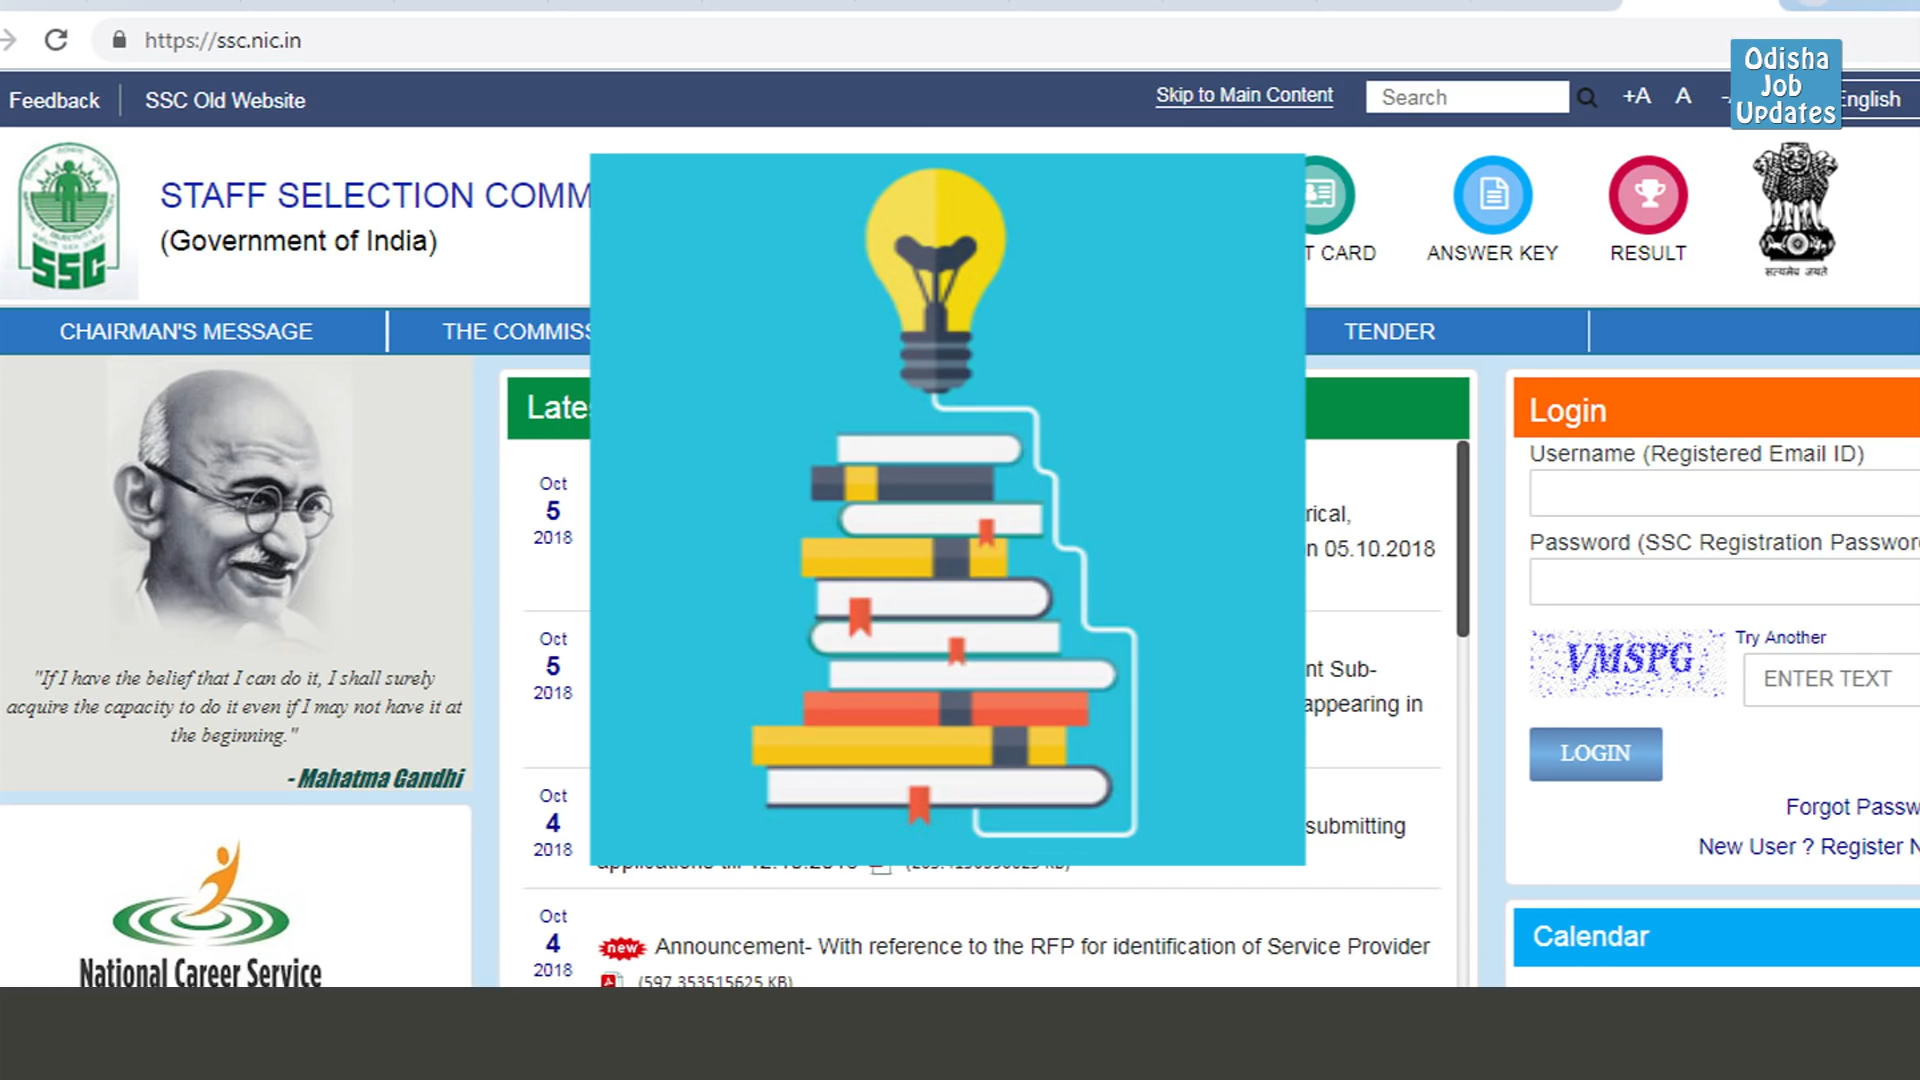 https://ssc.nic.in
Odisha
Job
Updates
Feedback
SSC Old Website
Skip to Main Content
Search
+A
A
English
STAFF SELECTION COMM
(Government of India)
SSC
T CARD
ANSWER KEY
RESULT
सत्यमेव जयते
CHAIRMAN'S MESSAGE
THE COMMISS
TENDER
Late
Login
Username (Registered Email ID)
Oct
5
2018
rical,
n 05.10.2018
Password (SSC Registration Password
Oct
5
2018
nt Sub-
appearing in
VMSPG
Try Another
ENTER TEXT
"If I have the belief that I can do it, I shall surely
acquire the capacity to do it even if I may not have it at
the beginning."
- Mahatma Gandhi
LOGIN
Oct
4
2018
submitting
Forgot Passw
New User ? Register N
Oct
4
2018
new Announcement- With reference to the RFP for identification of Service Provider
(597.353515625 KB)
Calendar
National Career Service